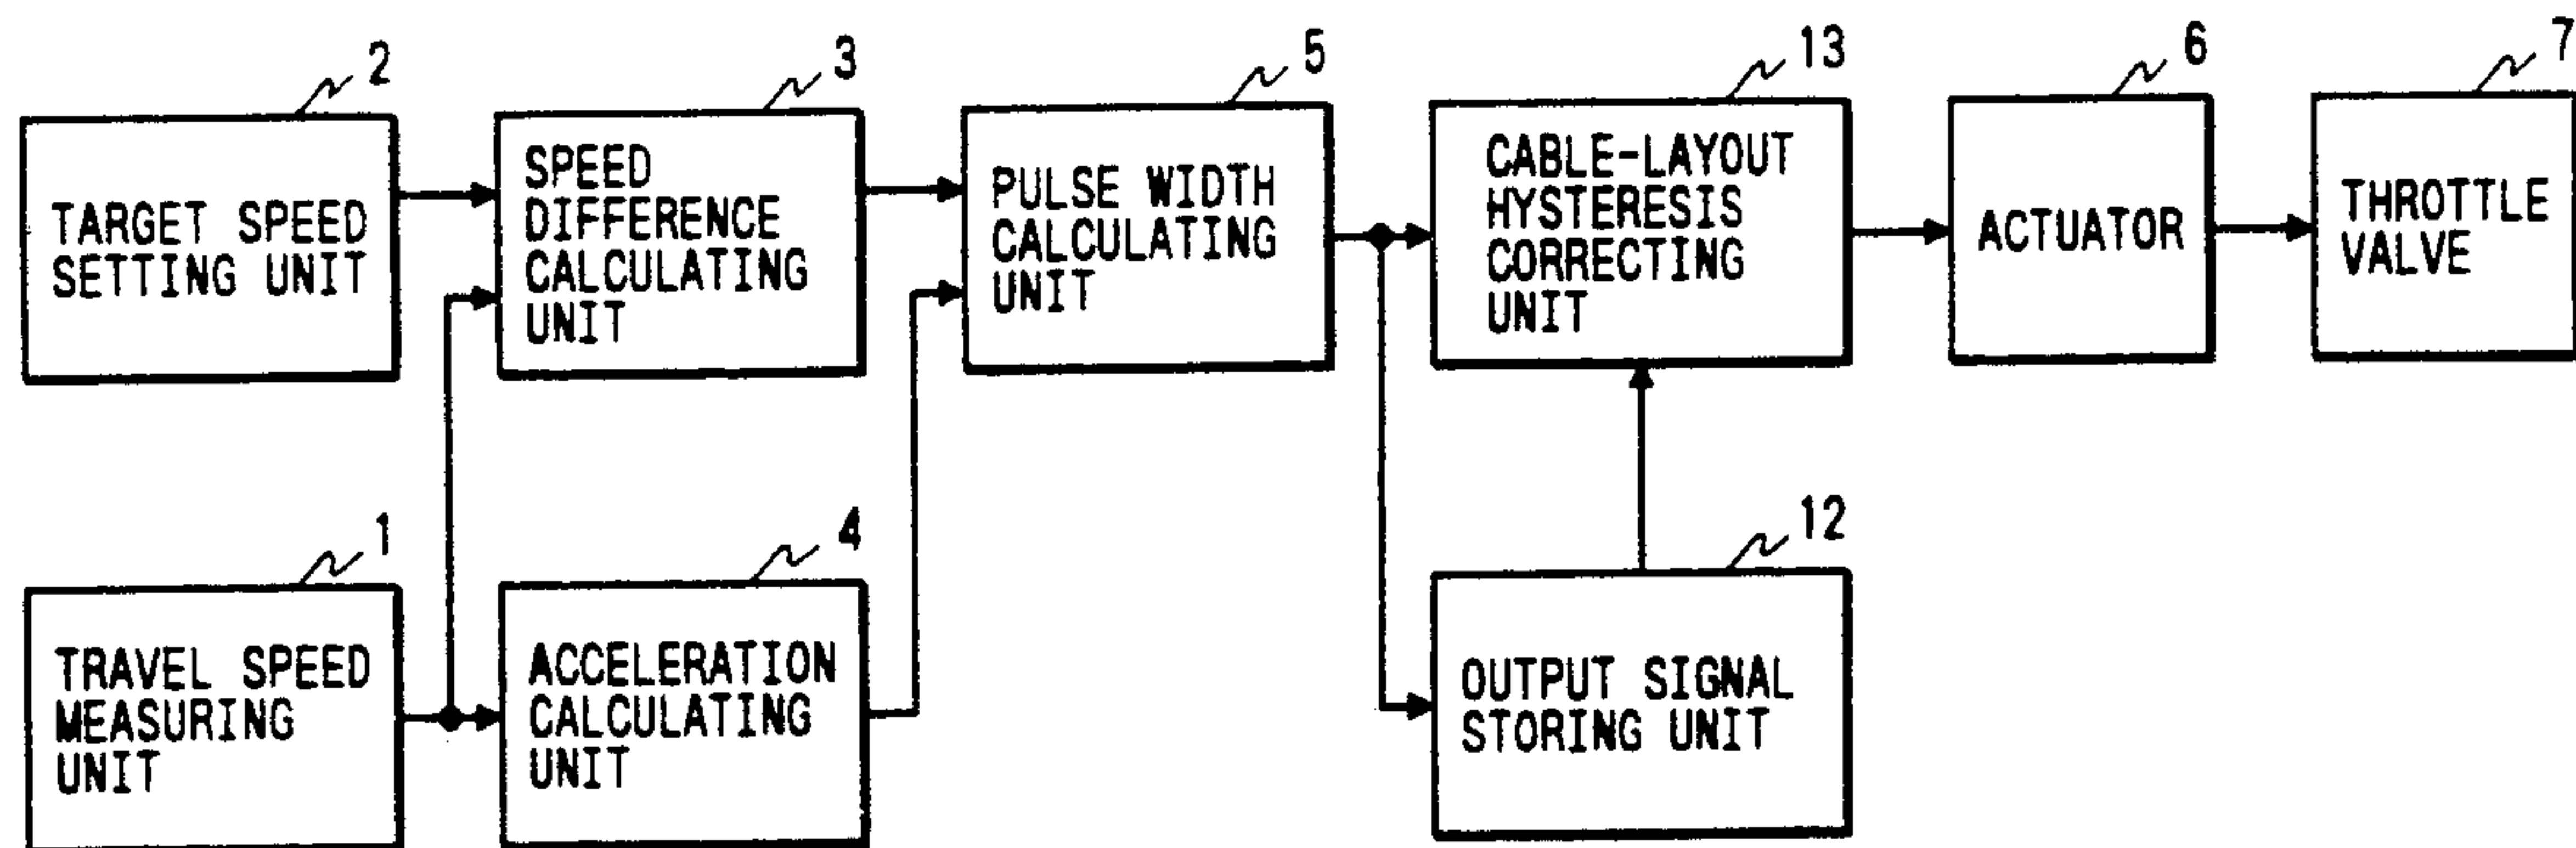 2
TARGET SPEED
SETTING UNIT
3
SPEED
DIFFERENCE
CALCULATING
UNIT
5
PULSE WIDTH
CALCULATING
UNIT
13
CABLE-LAYOUT
HYSTERESIS
CORRECTING
UNIT
6
ACTUATOR
7
THROTTLE
VALVE
1
TRAVEL SPEED
MEASURING
UNIT
4
ACCELERATION
CALCULATING
UNIT
12
OUTPUT SIGNAL
STORING UNIT